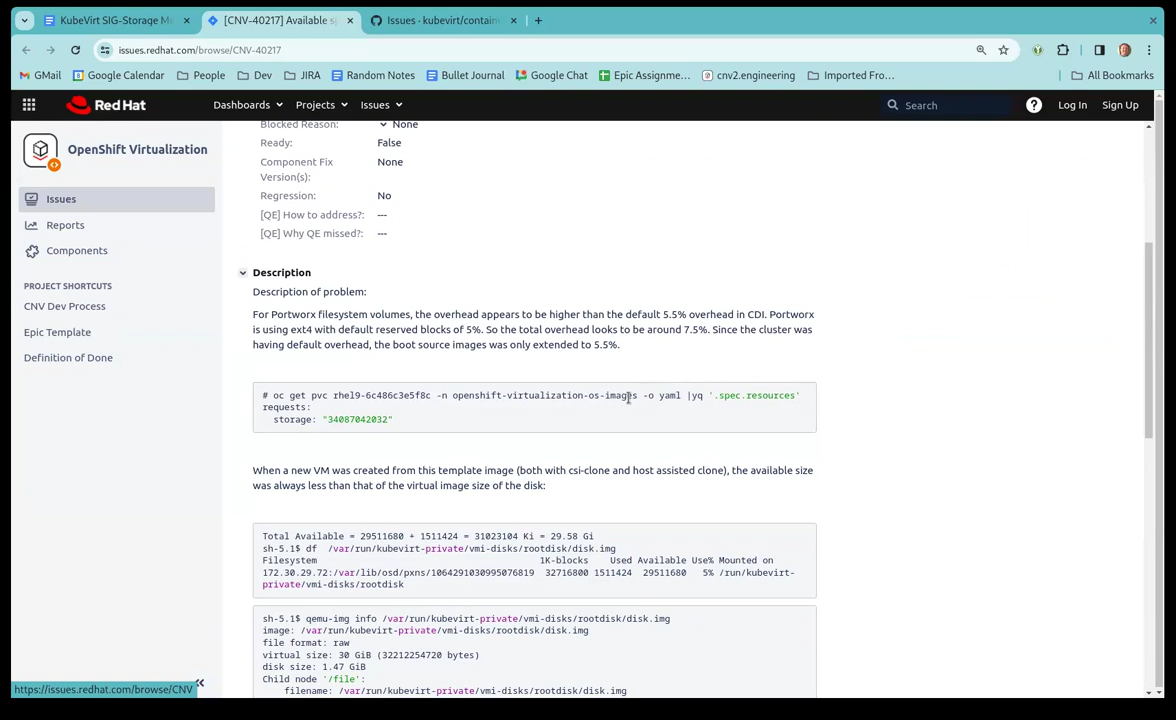 KubeVirt SIG-Storage M
[CNV-40217] Available s
Issues · kubevirt/contain
issues.redhat.com/browse/CNV-40217
GMail
Google Calendar
People
Dev
JIRA
Random Notes
Bullet Journal
Google Chat
Epic Assignme...
cnv2.engineering
Imported Fro...
All Bookmarks
Red Hat
Dashboards
Projects
Issues
Search
Log In
Sign Up
OpenShift Virtualization
Issues
Reports
Components
PROJECT SHORTCUTS
CNV Dev Process
Epic Template
Definition of Done
Blocked Reason: None
Ready: False
Component Fix None
Version(s):
Regression: No
[QE] How to address?: ---
[QE] Why QE missed?: ---
Description
Description of problem:
For Portworx filesystem volumes, the overhead appears to be higher than the default 5.5% overhead in CDI. Portworx
is using ext4 with default reserved blocks of 5%. So the total overhead looks to be around 7.5%. Since the cluster was
having default overhead, the boot source images was only extended to 5.5%.
# oc get pvc rhel9-6c486c3e5f8c -n openshift-virtualization-os-images -o yaml |yq '.spec.resources'
requests:
storage: "34087042032"
When a new VM was created from this template image (both with csi-clone and host assisted clone), the available size
was always less than that of the virtual image size of the disk:
Total Available = 29511680 + 1511424 = 31023104 Ki = 29.58 Gi
sh-5.1$ df /var/run/kubevirt-private/vmi-disks/rootdisk/disk.img
Filesystem 1K-blocks Used Available Use% Mounted on
172.30.29.72:/var/lib/osd/pxns/1064291030995076819 32716800 1511424 29511680 5% /run/kubevirt-
private/vmi-disks/rootdisk
sh-5.1$ qemu-img info /var/run/kubevirt-private/vmi-disks/rootdisk/disk.img
image: /var/run/kubevirt-private/vmi-disks/rootdisk/disk.img
file format: raw
virtual size: 30 GiB (32212254720 bytes)
disk size: 1.47 GiB
Child node '/file':
filename: /var/run/kubevirt-private/vmi-disks/rootdisk/disk.img
https://issues.redhat.com/browse/CNV